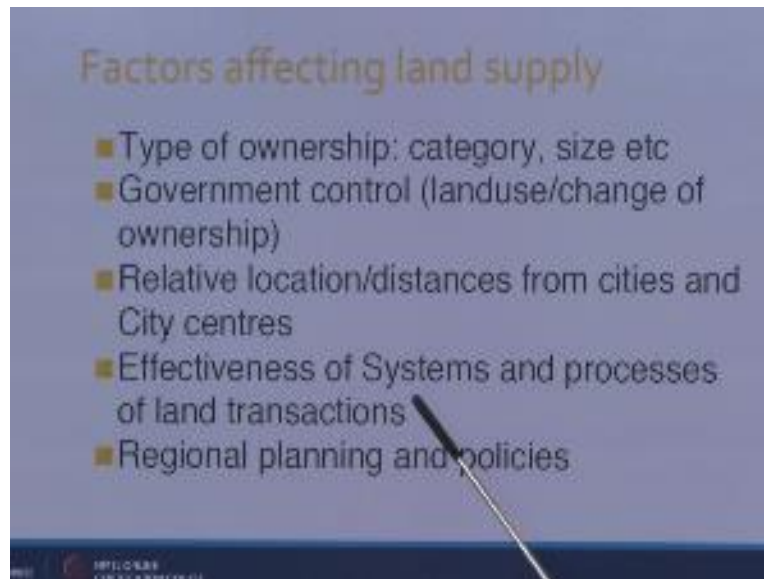 Factors affecting land supply
Type of ownership: category, size etc
Government control (landuse/change of
ownership)
Relative location/distances from cities and
City centres
Effectiveness of Systems and processes
of land transactions
Regional planning and policies